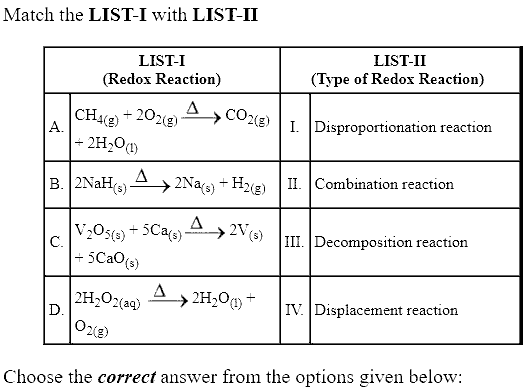 Match the LIST-I with LIST-II
LIST-I
(Redox Reaction)
LIST-II
(Type of Redox Reaction)
A. CH₄(g) + 2O₂(g) —Δ→ CO₂(g)
+ 2H₂O(l)
I. Disproportionation reaction
B. 2NaH(s) —Δ→ 2Na(s) + H₂(g)
II. Combination reaction
C. V₂O₅(s) + 5Ca(s) —Δ→ 2V(s)
+ 5CaO(s)
III. Decomposition reaction
D. 2H₂O₂(aq) —Δ→ 2H₂O(l) +
O₂(g)
IV. Displacement reaction
Choose the correct answer from the options given below: